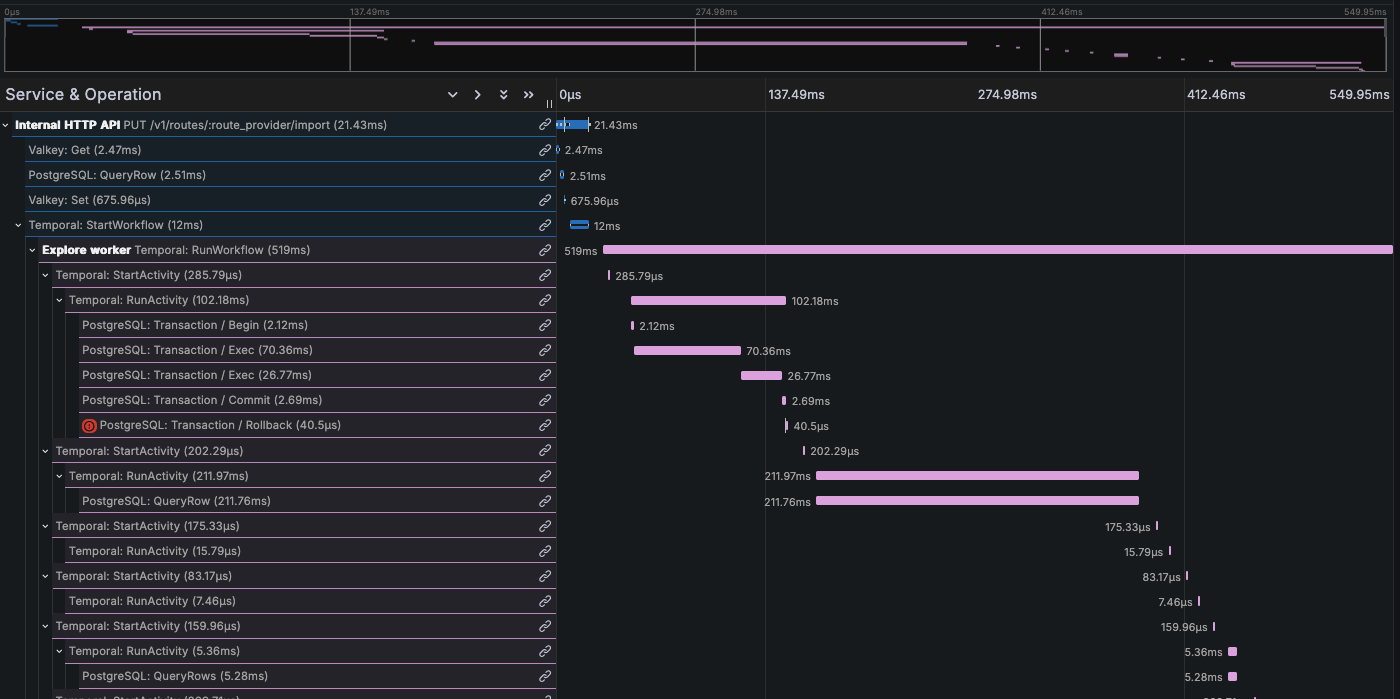 0µs 137.49ms 274.98ms 412.46ms 549.95ms
Service & Operation 0µs 137.49ms 274.98ms 412.46ms 549.95ms
Internal HTTP API PUT /v1/routes/:route_provider/import (21.43ms) 21.43ms
Valkey: Get (2.47ms) 2.47ms
PostgreSQL: QueryRow (2.51ms) 2.51ms
Valkey: Set (675.96µs) 675.96µs
Temporal: StartWorkflow (12ms) 12ms
Explore worker Temporal: RunWorkflow (519ms) 519ms
Temporal: StartActivity (285.79µs) 285.79µs
Temporal: RunActivity (102.18ms) 102.18ms
PostgreSQL: Transaction / Begin (2.12ms) 2.12ms
PostgreSQL: Transaction / Exec (70.36ms) 70.36ms
PostgreSQL: Transaction / Exec (26.77ms) 26.77ms
PostgreSQL: Transaction / Commit (2.69ms) 2.69ms
PostgreSQL: Transaction / Rollback (40.5µs) 40.5µs
Temporal: StartActivity (202.29µs) 202.29µs
Temporal: RunActivity (211.97ms) 211.97ms
PostgreSQL: QueryRow (211.76ms) 211.76ms
Temporal: StartActivity (175.33µs) 175.33µs
Temporal: RunActivity (15.79µs) 15.79µs
Temporal: StartActivity (83.17µs) 83.17µs
Temporal: RunActivity (7.46µs) 7.46µs
Temporal: StartActivity (159.96µs) 159.96µs
Temporal: RunActivity (5.36ms) 5.36ms
PostgreSQL: QueryRows (5.28ms) 5.28ms